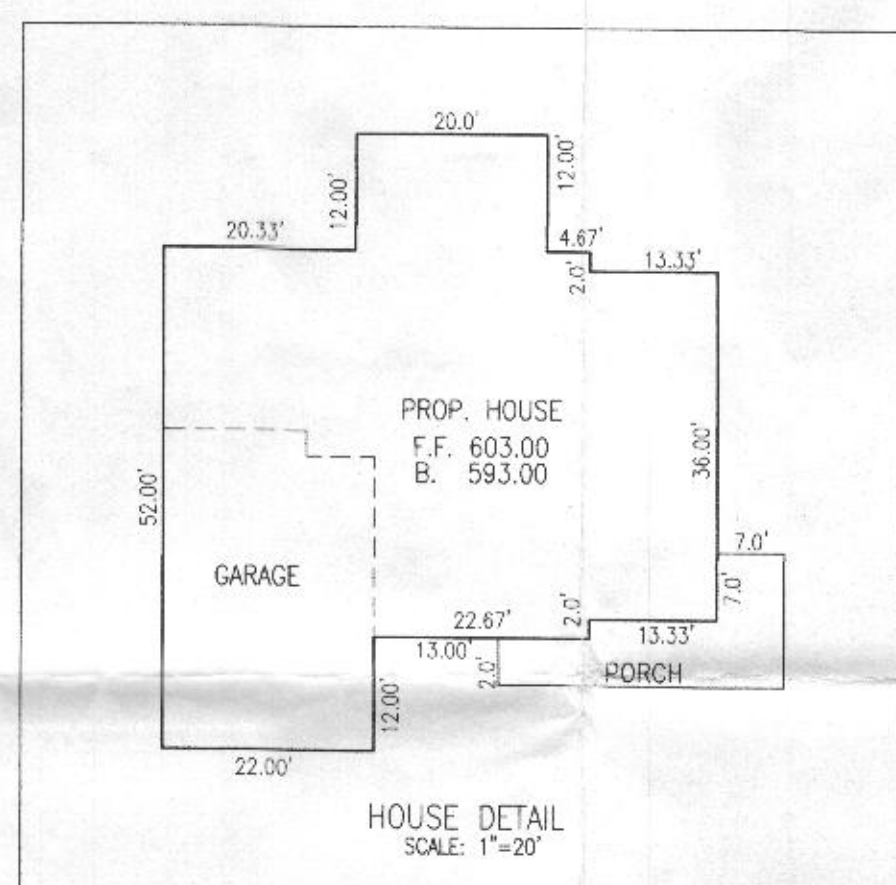 20.0'
12.00'
12.00'
20.33'
4.67'
2.0'
13.33'
PROP. HOUSE
F.F. 603.00
B. 593.00
36.00'
52.00'
7.0'
GARAGE
7.0'
22.67'
2.0'
13.33'
13.00'
2.0'
PORCH
12.00'
22.00'
HOUSE DETAIL
SCALE: 1"=20'